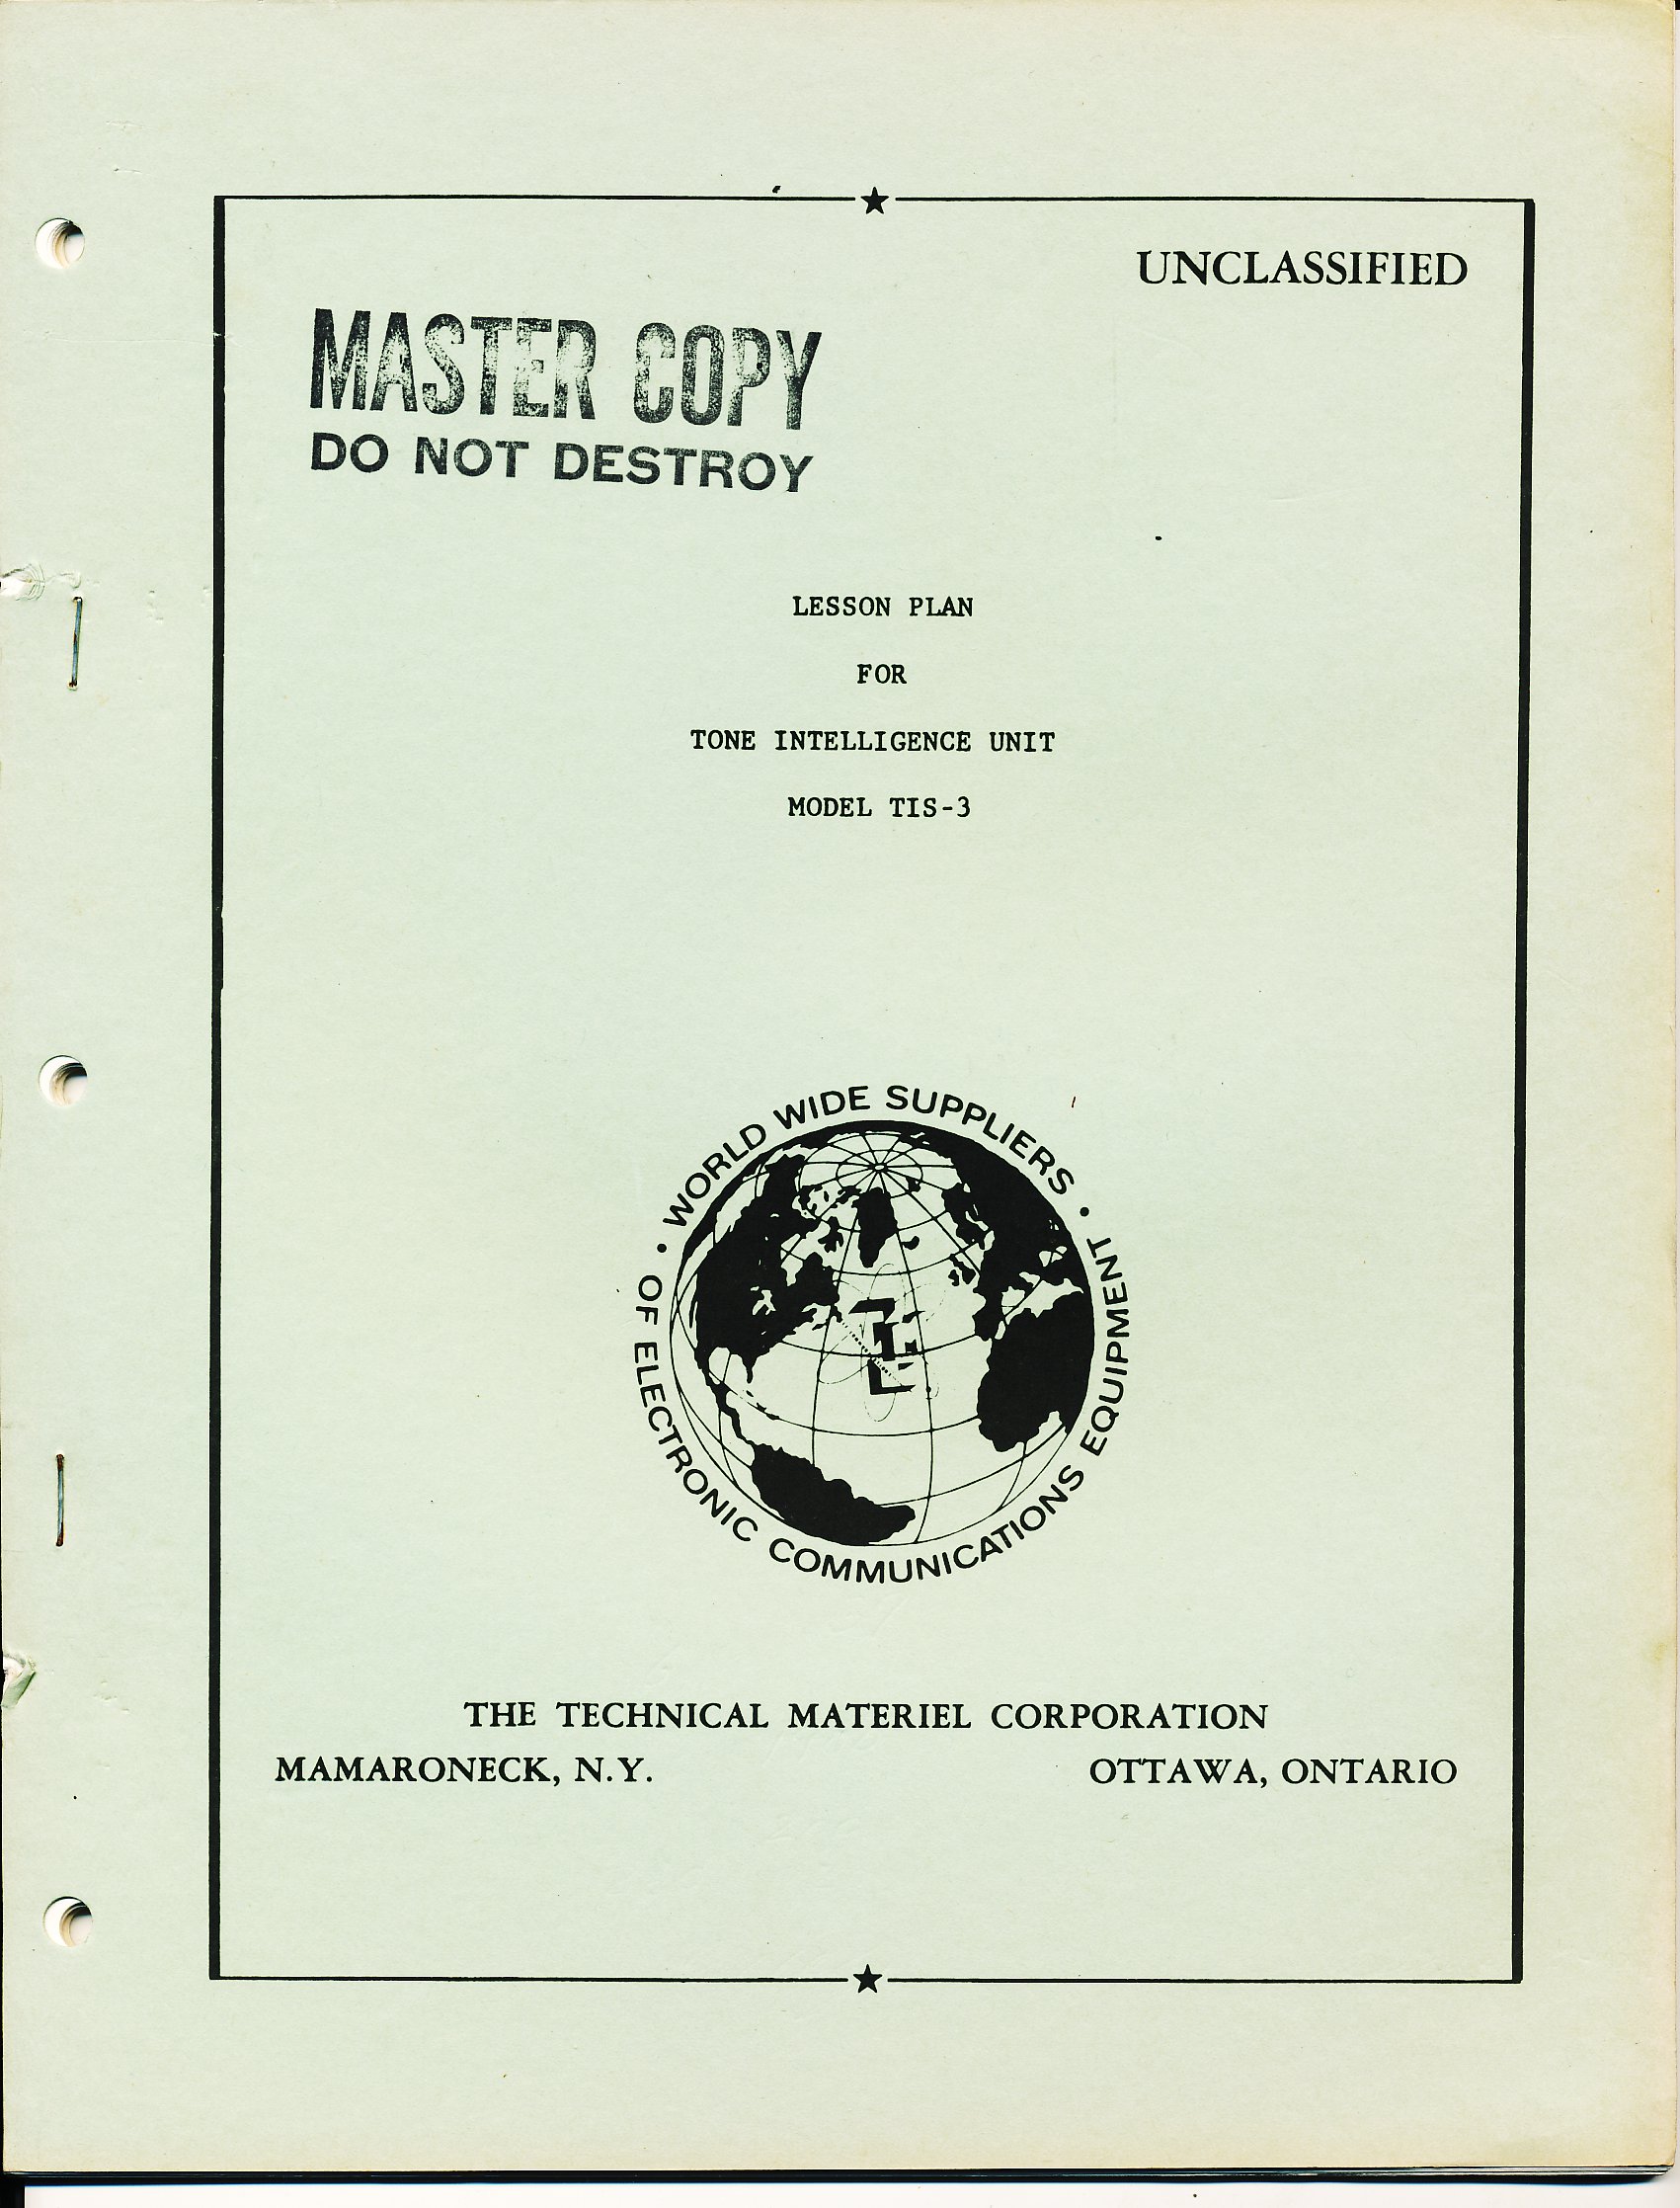 UNCLASSIFIED
MASTER COPY
DO NOT DESTROY
LESSON PLAN
FOR
TONE INTELLIGENCE UNIT
MODEL TIS-3
• WORLD WIDE SUPPLIERS •
OF ELECTRONIC COMMUNICATIONS EQUIPMENT
THE TECHNICAL MATERIEL CORPORATION
MAMARONECK, N.Y. OTTAWA, ONTARIO